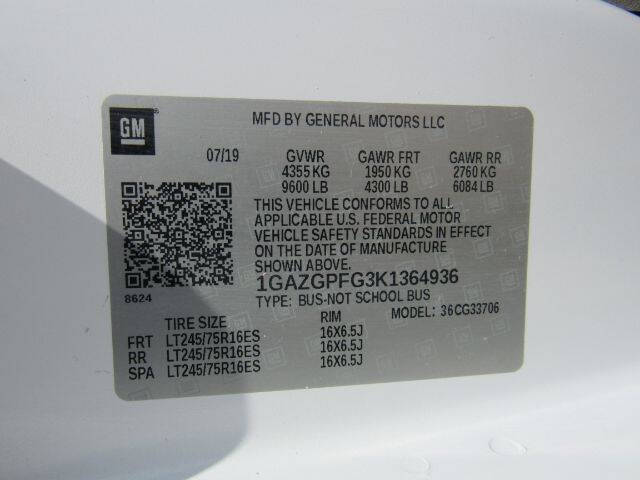 GM
MFD BY GENERAL MOTORS LLC
07/19 GVWR GAWR FRT GAWR RR
4355 KG 1950 KG 2760 KG
9600 LB 4300 LB 6084 LB
THIS VEHICLE CONFORMS TO ALL
APPLICABLE U.S. FEDERAL MOTOR
VEHICLE SAFETY STANDARDS IN EFFECT
ON THE DATE OF MANUFACTURE
SHOWN ABOVE.
1GAZGPFG3K1364936
8624
TYPE: BUS-NOT SCHOOL BUS
MODEL: 36CG33706
TIRE SIZE RIM
FRT LT245/75R16ES 16X6.5J
RR LT245/75R16ES 16X6.5J
SPA LT245/75R16ES 16X6.5J